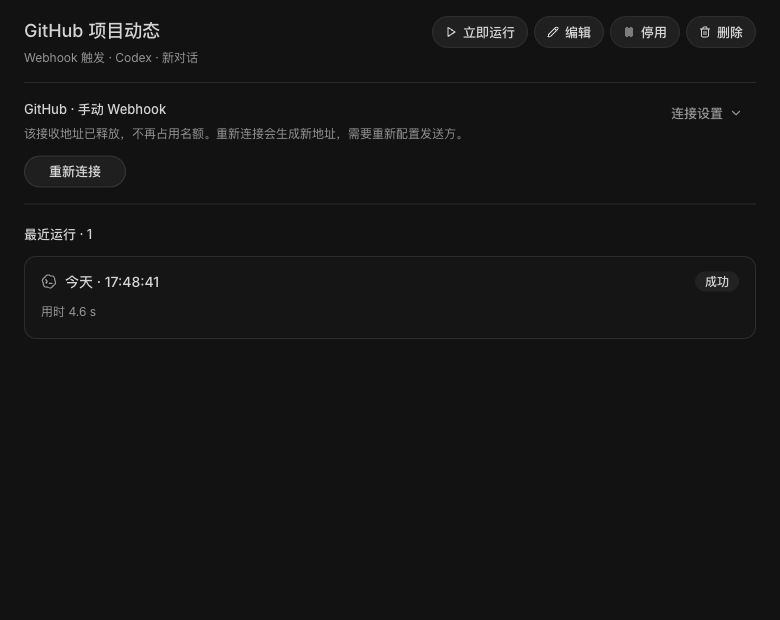 GitHub 项目动态
立即运行
编辑
停用
删除
Webhook 触发 · Codex · 新对话
GitHub · 手动 Webhook
连接设置
该接收地址已释放，不再占用名额。重新连接会生成新地址，需要重新配置发送方。
重新连接
最近运行 · 1
今天 · 17:48:41
成功
用时 4.6 s